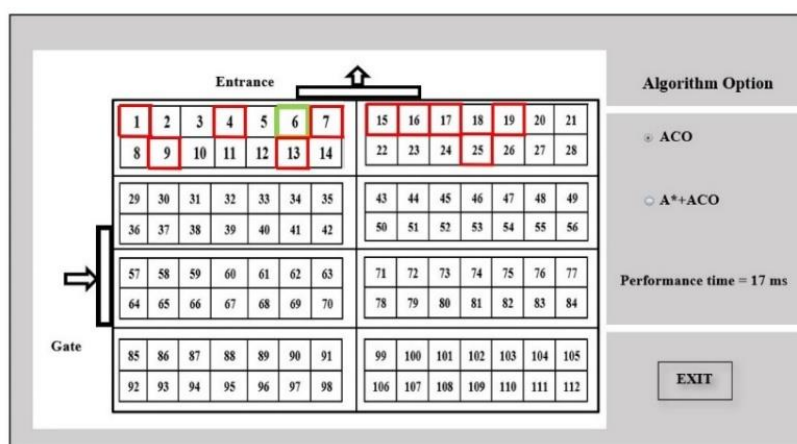 Entrance
Algorithm Option
1 2 3 4 5 6 7 15 16 17 18 19 20 21
ACO
8 9 10 11 12 13 14 22 23 24 25 26 27 28
29 30 31 32 33 34 35 43 44 45 46 47 48 49
A*+ACO
36 37 38 39 40 41 42 50 51 52 53 54 55 56
57 58 59 60 61 62 63 71 72 73 74 75 76 77
Performance time = 17 ms
64 65 66 67 68 69 70 78 79 80 81 82 83 84
Gate
85 86 87 88 89 90 91 99 100 101 102 103 104 105
EXIT
92 93 94 95 96 97 98 106 107 108 109 110 111 112